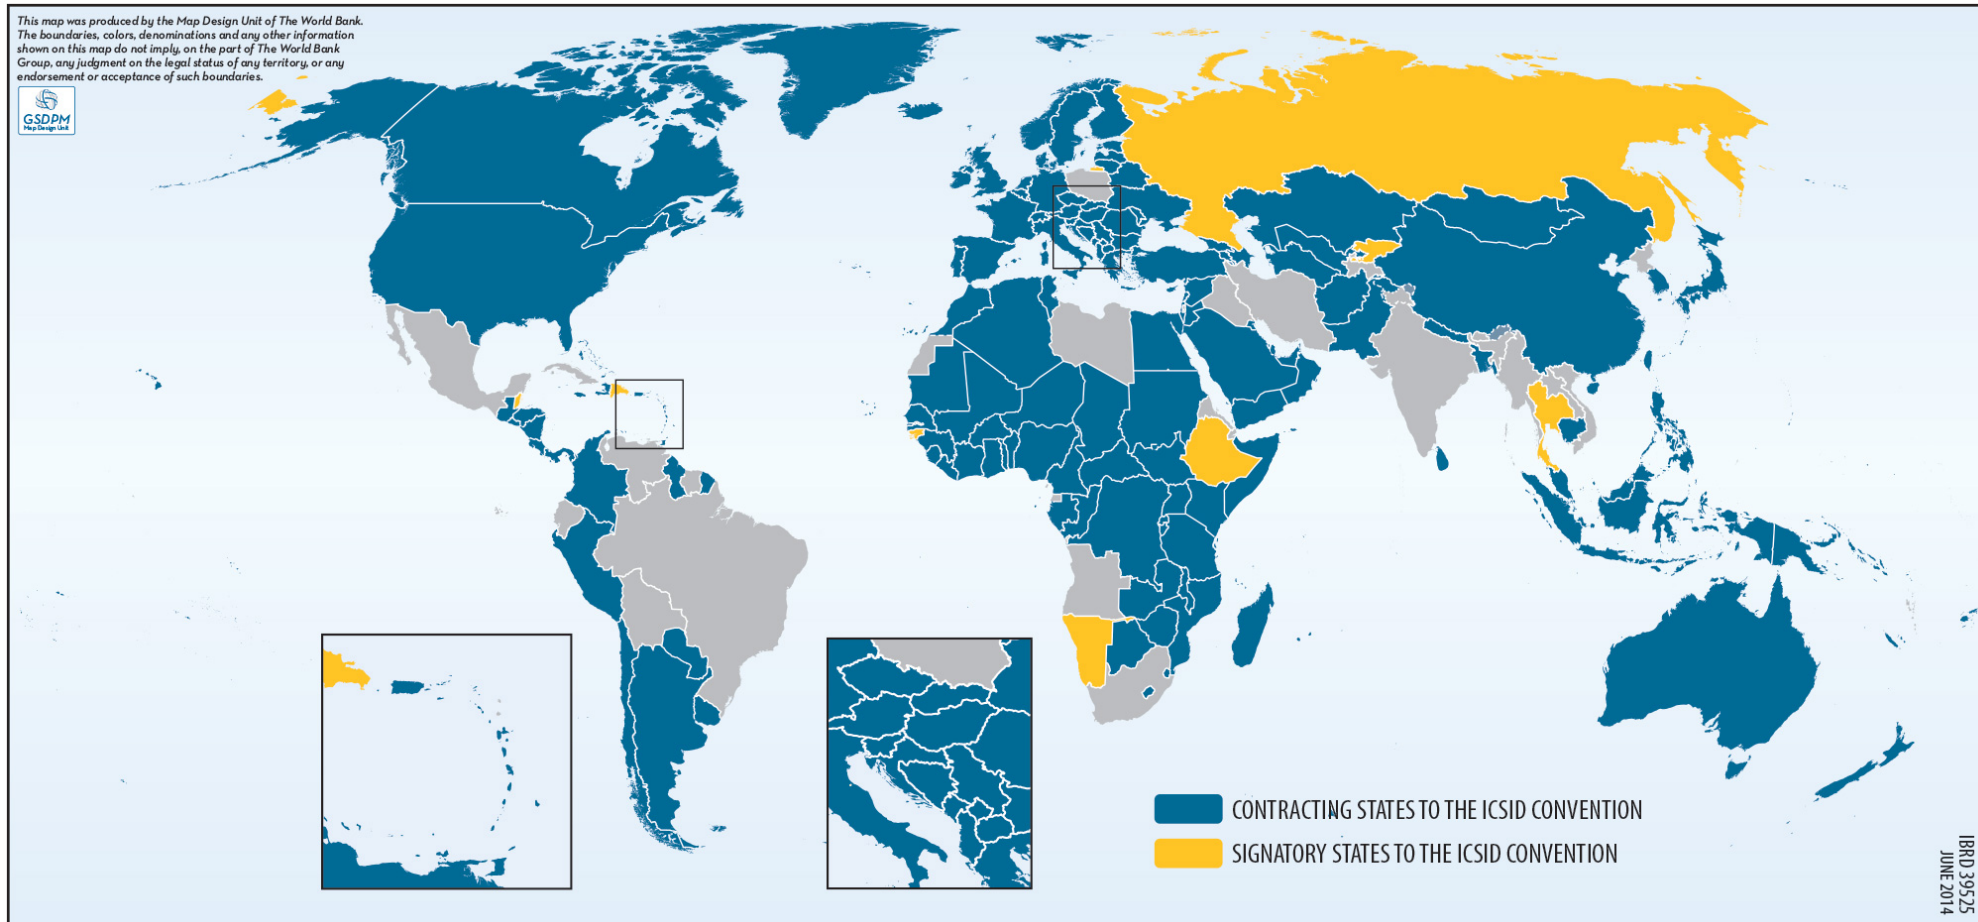 This map was produced by the Map Design Unit of The World Bank.
The boundaries, colors, denominations and any other information
shown on this map do not imply, on the part of The World Bank
Group, any judgment on the legal status of any territory, or any
endorsement or acceptance of such boundaries.
GSDPM
Map Design Unit
CONTRACTING STATES TO THE ICSID CONVENTION
SIGNATORY STATES TO THE ICSID CONVENTION
IBRD 39525
JUNE 2014